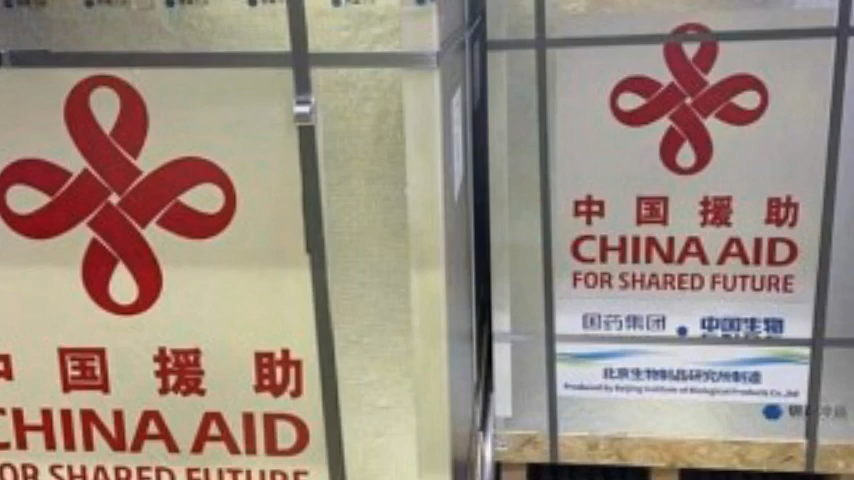 中国援助
CHINA AID
FOR SHARED FUTURE
国药集团 · 中国生物
北京生物制品研究所制造
Produced by Beijing Institute of Biological Products Co.,Ltd
国援助
CHINA AID
FOR SHARED FUTURE